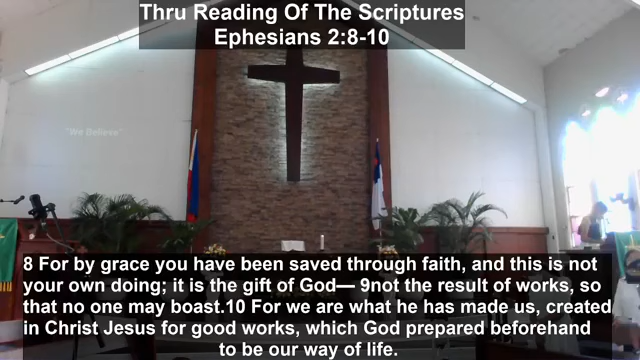 Thru Reading Of The Scriptures
Ephesians 2:8-10
"We Believe"
8 For by grace you have been saved through faith, and this is not
your own doing; it is the gift of God— 9not the result of works, so
that no one may boast.10 For we are what he has made us, created
in Christ Jesus for good works, which God prepared beforehand
to be our way of life.